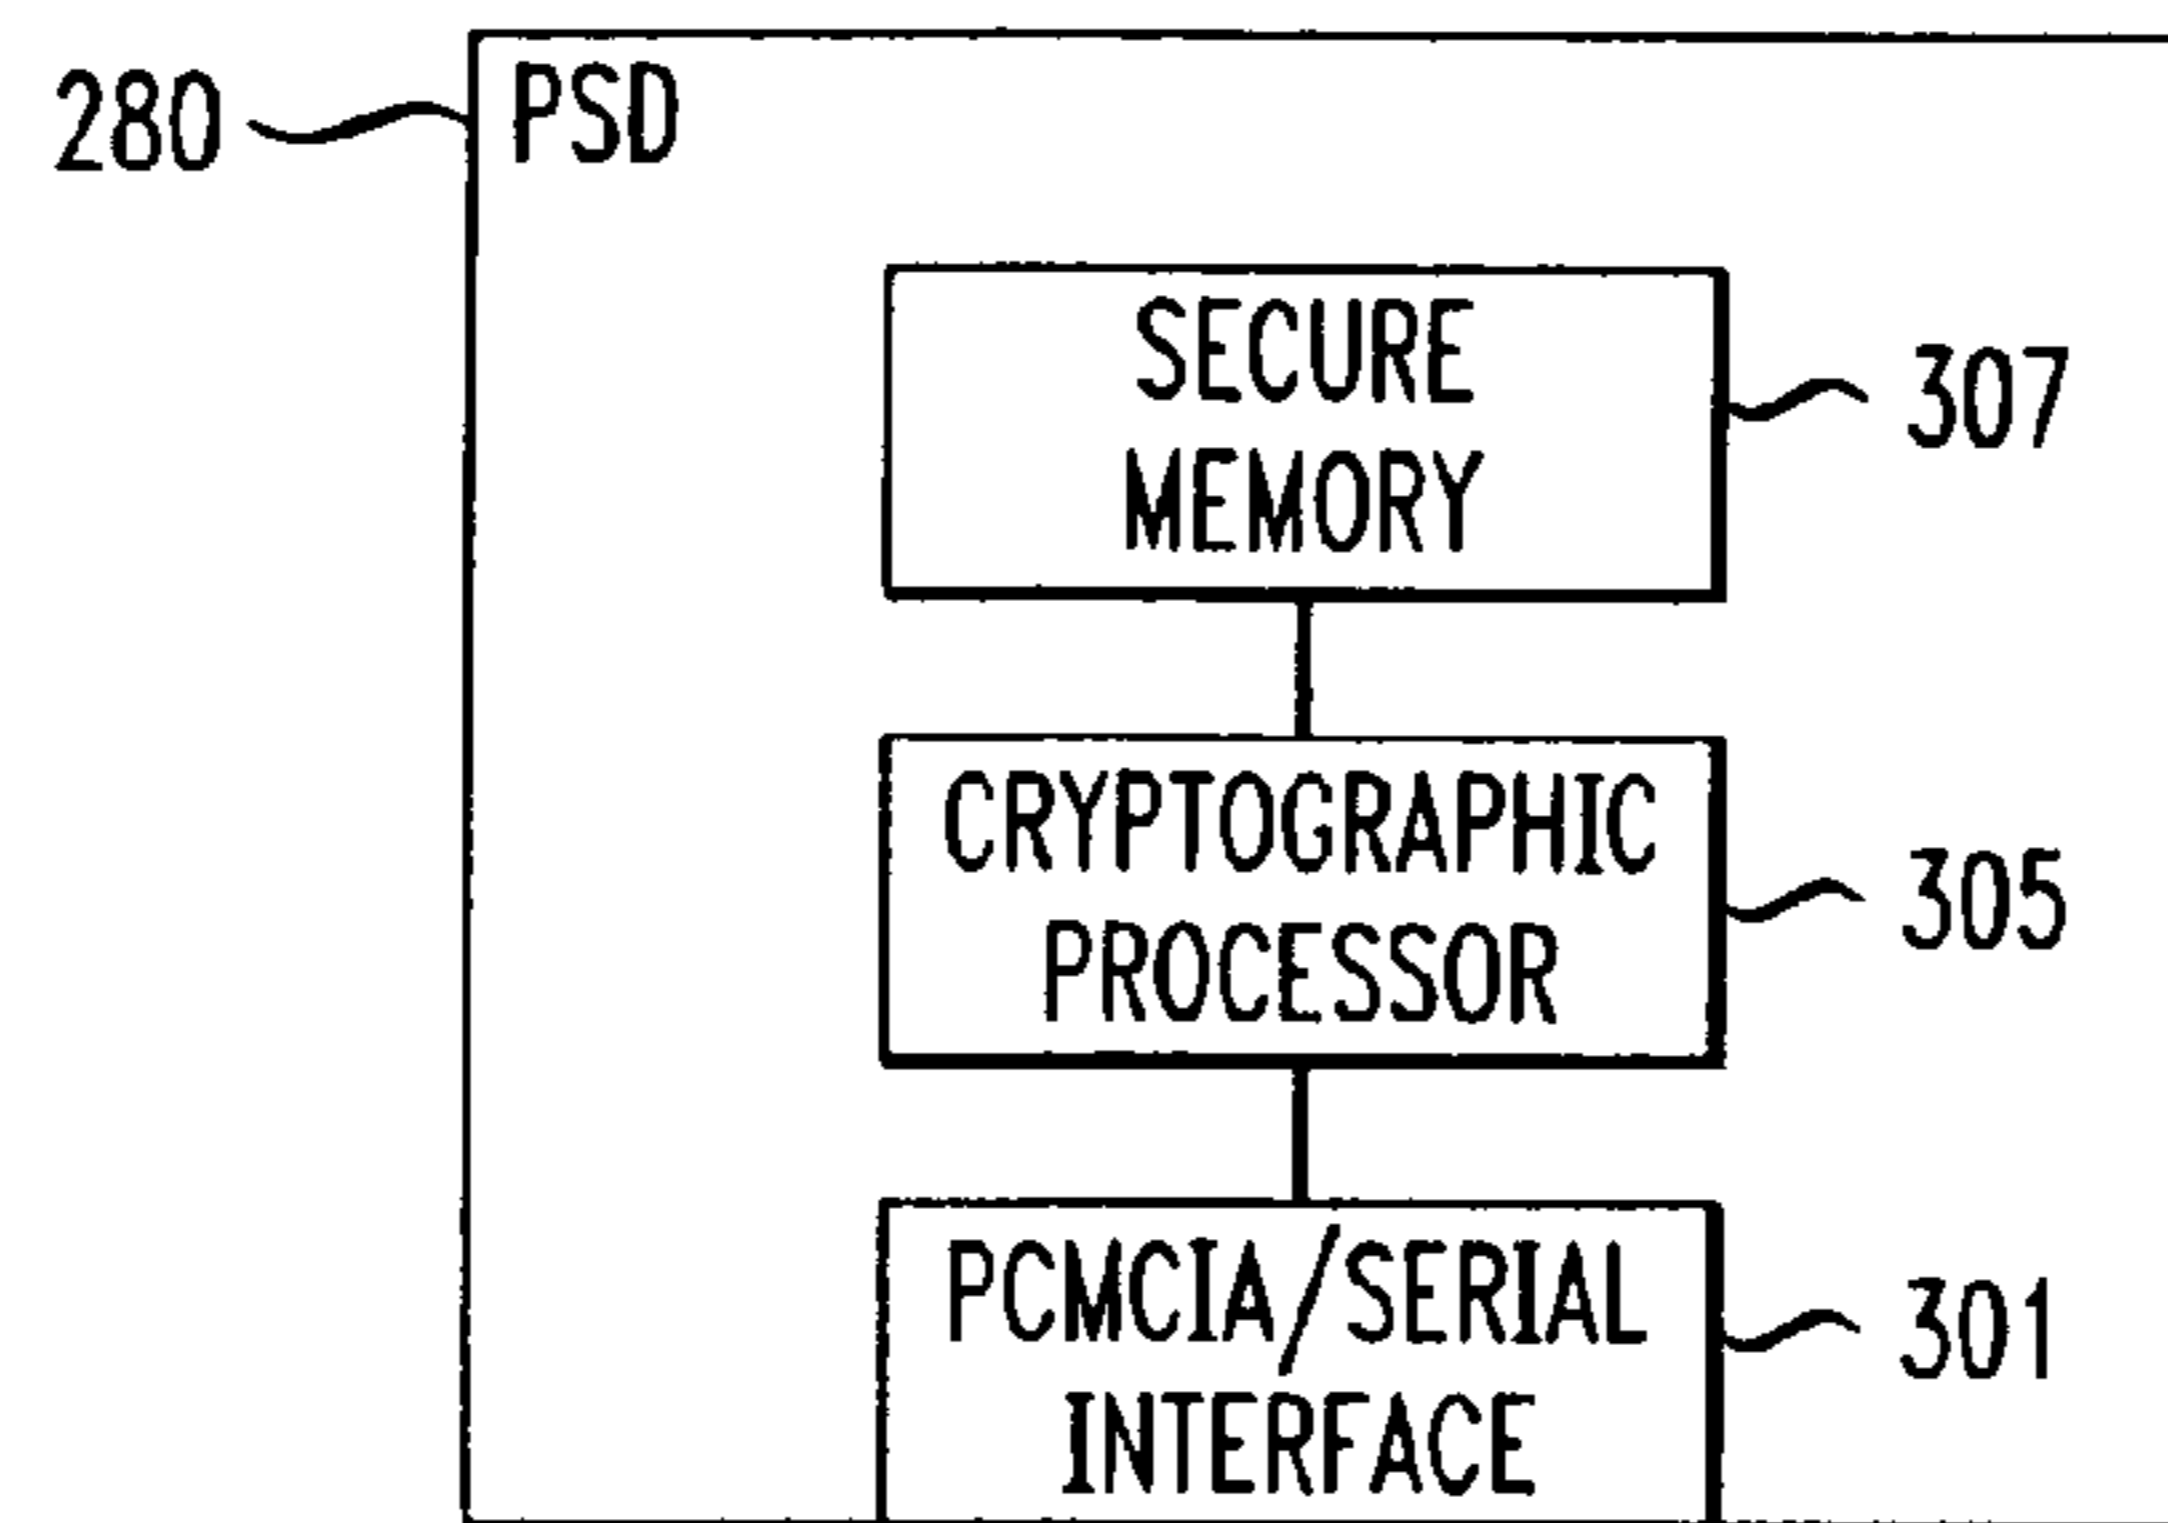 280
PSD
SECURE
MEMORY
307
CRYPTOGRAPHIC
PROCESSOR
305
PCMCIA/SERIAL
INTERFACE
301